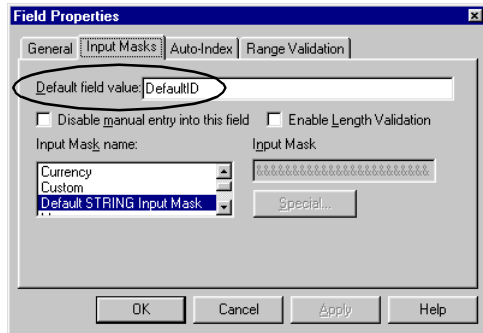 Field Properties
General Input Masks Auto-Index Range Validation
Default field value: DefaultID
Disable manual entry into this field Enable Length Validation
Input Mask name: Input Mask
Currency &&&&&&&&&&&&&&&&&&&&&&&&
Custom
Default STRING Input Mask Special...
OK Cancel Apply Help